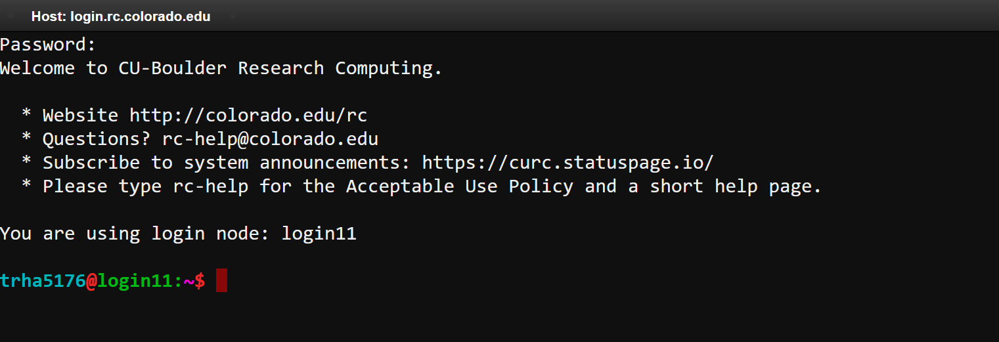 Host: login.rc.colorado.edu
Password:
Welcome to CU-Boulder Research Computing.
* Website http://colorado.edu/rc
* Questions? rc-help@colorado.edu
* Subscribe to system announcements: https://curc.statuspage.io/
* Please type rc-help for the Acceptable Use Policy and a short help page.
You are using login node: login11
trha5176@login11:~$